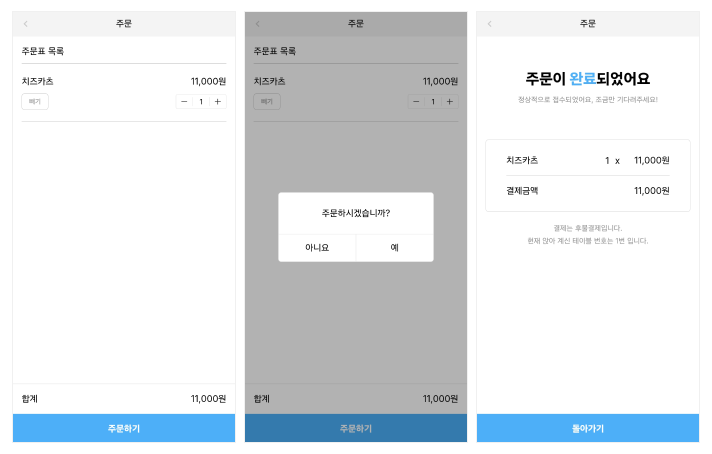 주문
주문표 목록
치즈카츠 11,000원
빼기 1
합계 11,000원
주문하기
주문
주문표 목록
치즈카츠 11,000원
빼기 1
주문하시겠습니까?
아니요 예
합계 11,000원
주문하기
주문
주문이 완료되었어요
정상적으로 접수되었어요, 조금만 기다려주세요!
치즈카츠 1 x 11,000원
결제금액 11,000원
결제는 후불결제입니다.
현재 앉아 계신 테이블 번호는 1번 입니다.
돌아가기